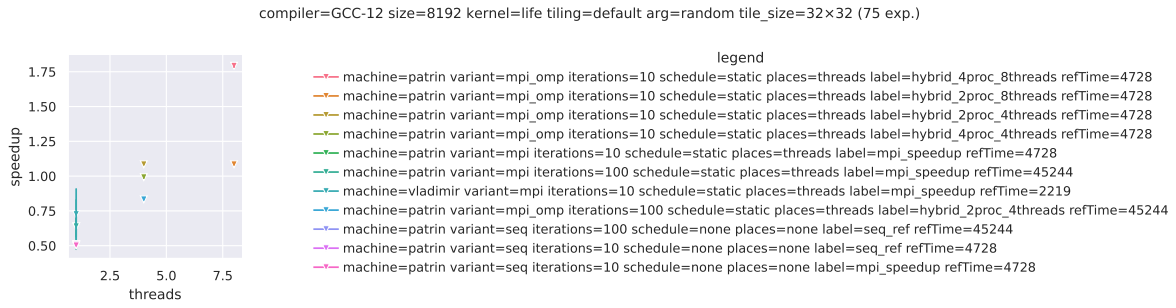 compiler=GCC-12 size=8192 kernel=life tiling=default arg=random tile_size=32×32 (75 exp.)
legend
machine=patrin variant=mpi_omp iterations=10 schedule=static places=threads label=hybrid_4proc_8threads refTime=4728
machine=patrin variant=mpi_omp iterations=10 schedule=static places=threads label=hybrid_2proc_8threads refTime=4728
machine=patrin variant=mpi_omp iterations=10 schedule=static places=threads label=hybrid_2proc_4threads refTime=4728
machine=patrin variant=mpi_omp iterations=10 schedule=static places=threads label=hybrid_4proc_4threads refTime=4728
machine=patrin variant=mpi iterations=10 schedule=static places=threads label=mpi_speedup refTime=4728
machine=patrin variant=mpi iterations=100 schedule=static places=threads label=mpi_speedup refTime=45244
machine=vladimir variant=mpi iterations=10 schedule=static places=threads label=mpi_speedup refTime=2219
machine=patrin variant=mpi_omp iterations=100 schedule=static places=threads label=hybrid_2proc_4threads refTime=45244
machine=patrin variant=seq iterations=100 schedule=none places=none label=seq_ref refTime=45244
machine=patrin variant=seq iterations=10 schedule=none places=none label=seq_ref refTime=4728
machine=patrin variant=seq iterations=10 schedule=none places=none label=mpi_speedup refTime=4728
speedup
1.75
1.50
1.25
1.00
0.75
0.50
2.5 5.0 7.5
threads